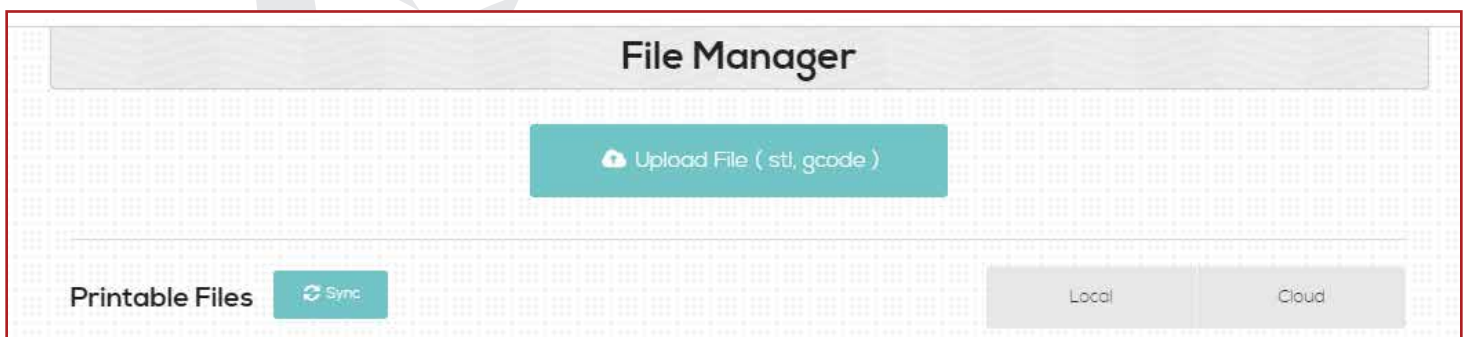 File Manager
Upload File ( stl, gcode )
Printable Files
Sync
Local
Cloud